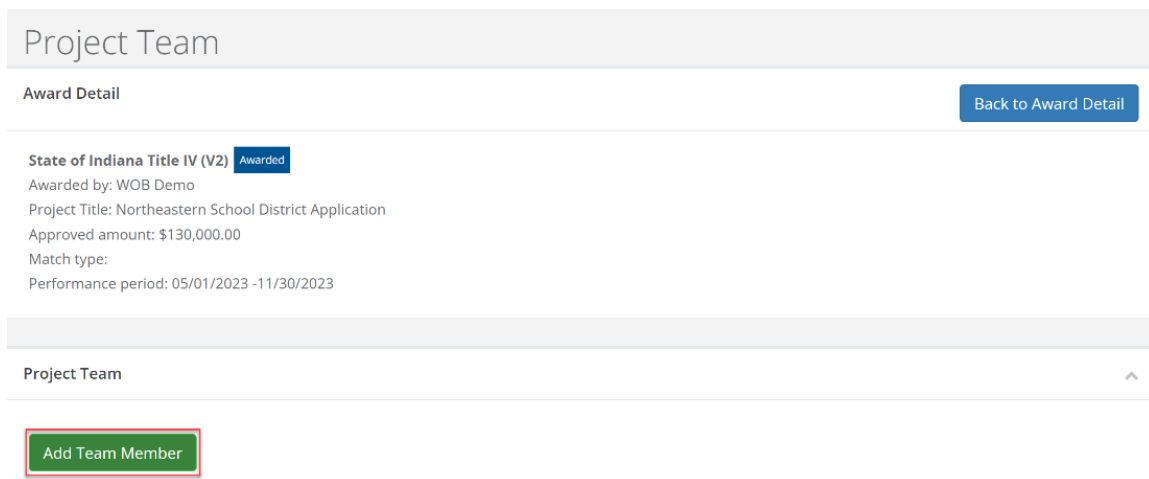 Project Team
Award Detail
Back to Award Detail
State of Indiana Title IV (V2) Awarded
Awarded by: WOB Demo
Project Title: Northeastern School District Application
Approved amount: $130,000.00
Match type:
Performance period: 05/01/2023 -11/30/2023
Project Team
Add Team Member